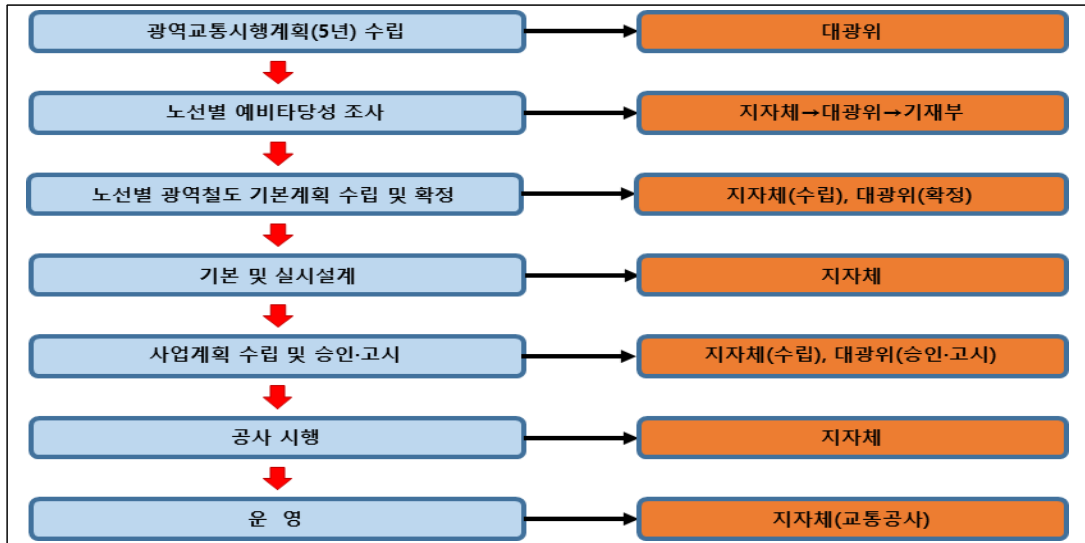 광역교통시행계획(5년) 수립
대광위
노선별 예비타당성 조사
지자체→대광위→기재부
노선별 광역철도 기본계획 수립 및 확정
지자체(수립), 대광위(확정)
기본 및 실시설계
지자체
사업계획 수립 및 승인·고시
지자체(수립), 대광위(승인·고시)
공사 시행
지자체
운 영
지자체(교통공사)